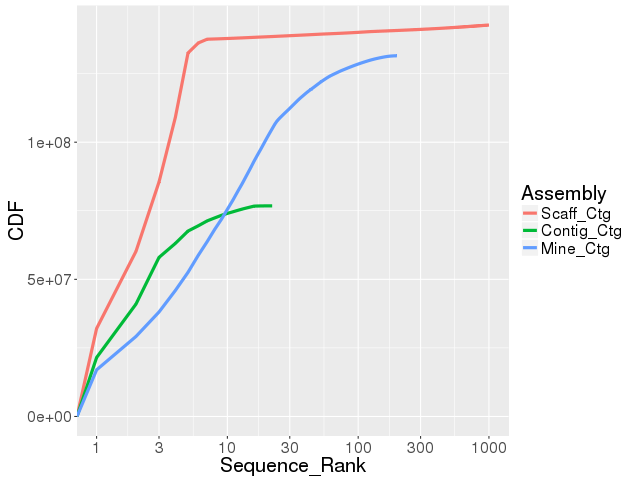 CDF
1e+08
5e+07
0e+00
1 3 10 30 100 300 1000
Sequence_Rank
Assembly
Scaff_Ctg
Contig_Ctg
Mine_Ctg